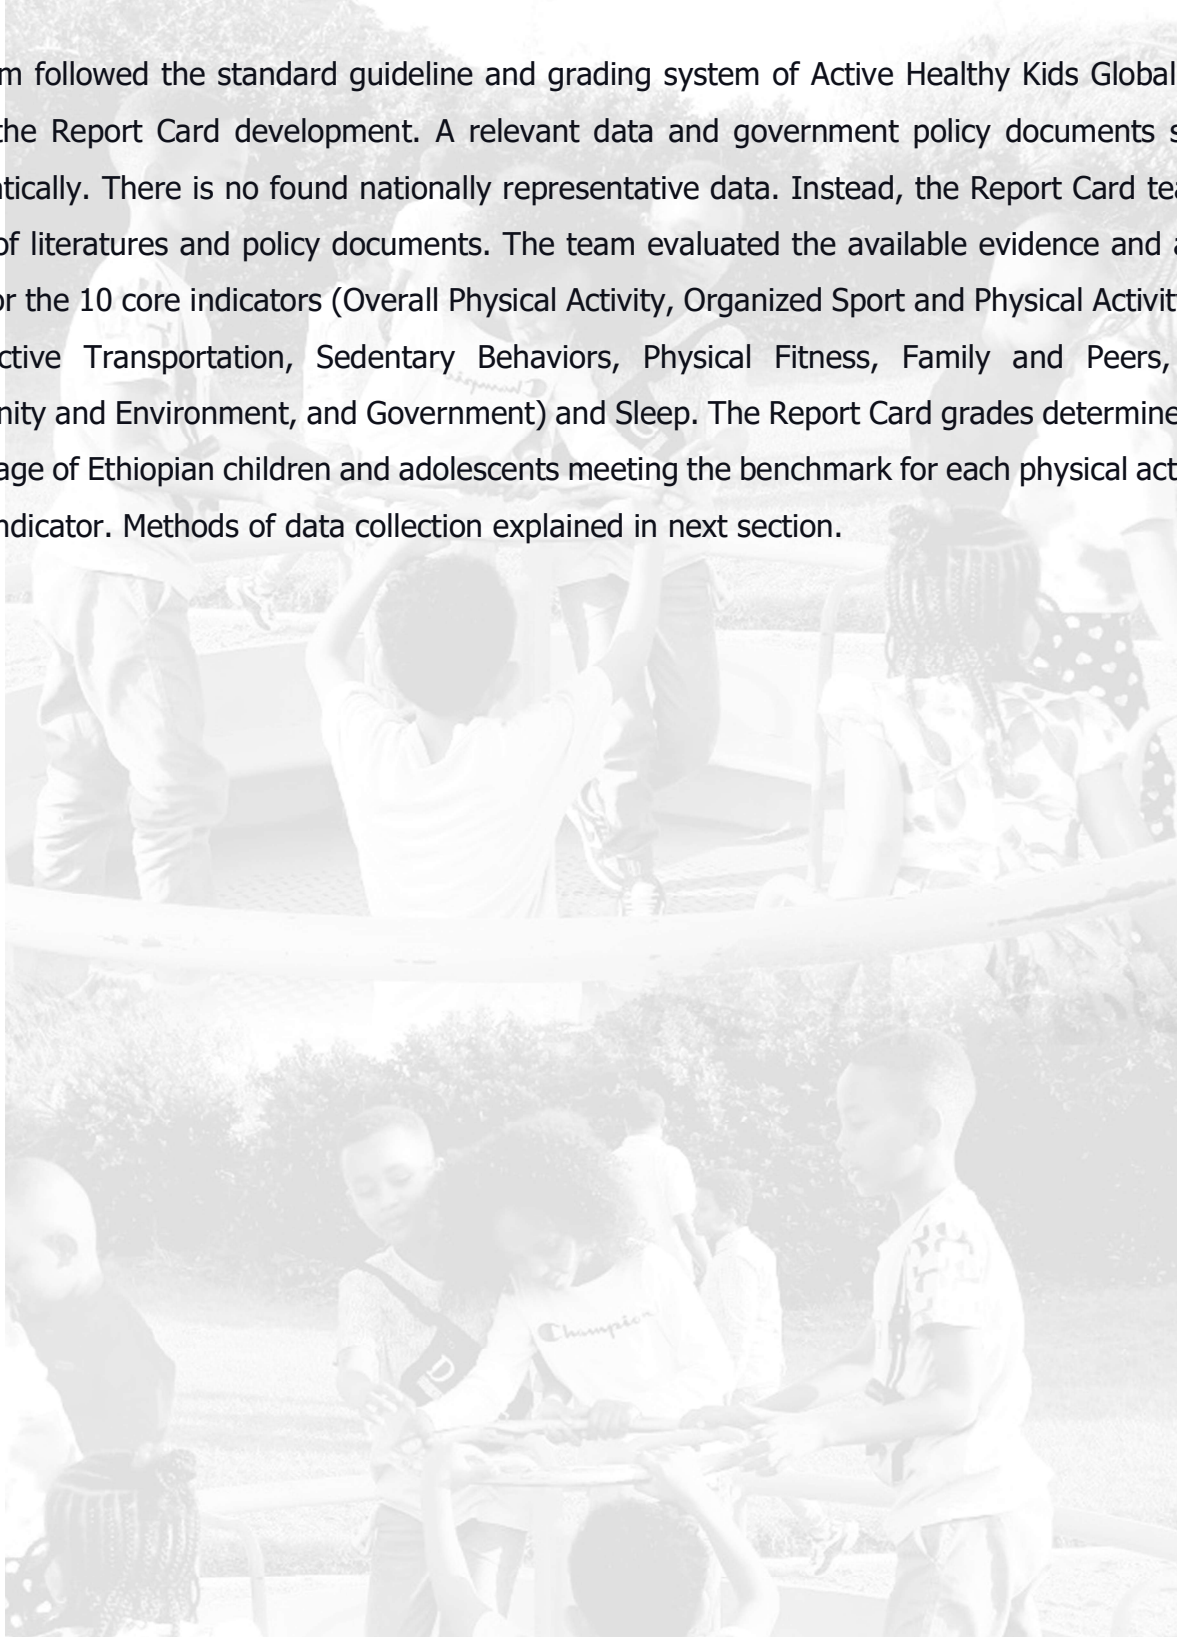 m followed the standard guideline and grading system of Active Healthy Kids Global
the Report Card development. A relevant data and government policy documents s
tically. There is no found nationally representative data. Instead, the Report Card tea
of literatures and policy documents. The team evaluated the available evidence and a
or the 10 core indicators (Overall Physical Activity, Organized Sport and Physical Activit
ctive Transportation, Sedentary Behaviors, Physical Fitness, Family and Peers,
nity and Environment, and Government) and Sleep. The Report Card grades determine
age of Ethiopian children and adolescents meeting the benchmark for each physical act
ndicator. Methods of data collection explained in next section.
Champion
Champion